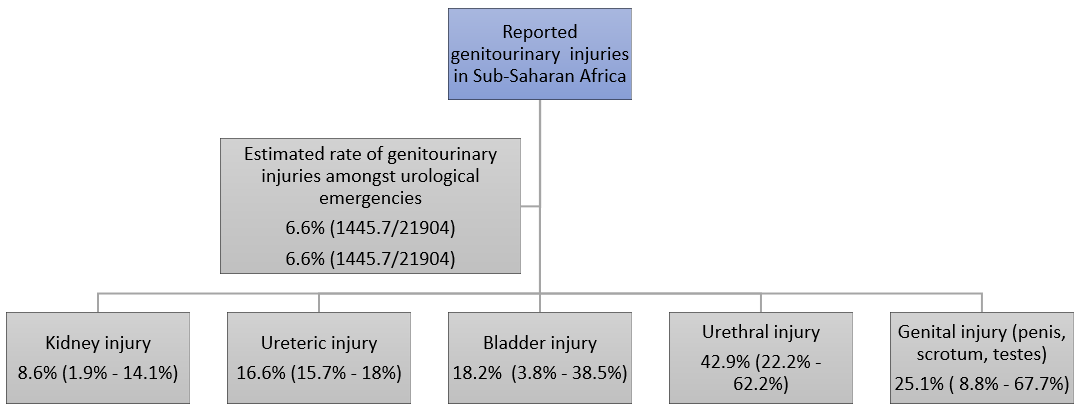 Reported
genitourinary injuries
in Sub-Saharan Africa
Estimated rate of genitourinary
injuries amongst urological
emergencies
6.6% (1445.7/21904)
6.6% (1445.7/21904)
Kidney injury
8.6% (1.9% - 14.1%)
Ureteric injury
16.6% (15.7% - 18%)
Bladder injury
18.2% (3.8% - 38.5%)
Urethral injury
42.9% (22.2% -
62.2%)
Genital injury (penis,
scrotum, testes)
25.1% ( 8.8% - 67.7%)